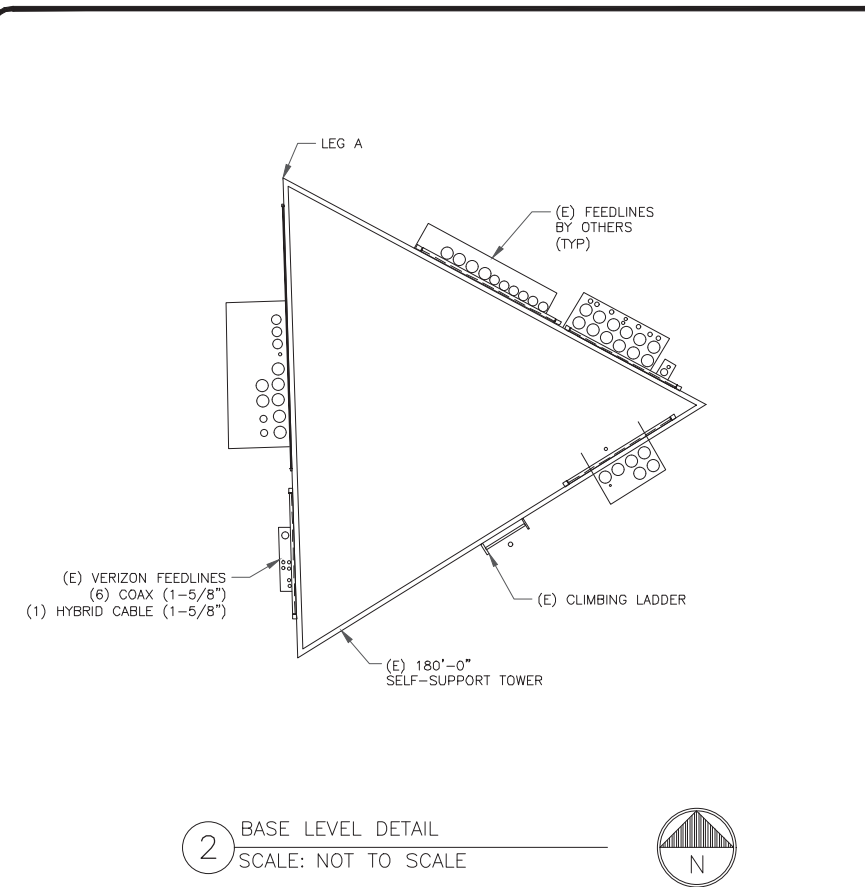 LEG A
(E) FEEDLINES
BY OTHERS
(TYP)
(E) VERIZON FEEDLINES
(6) COAX (1-5/8")
(1) HYBRID CABLE (1-5/8")
(E) CLIMBING LADDER
(E) 180'-0"
SELF-SUPPORT TOWER
2
BASE LEVEL DETAIL
SCALE: NOT TO SCALE
N